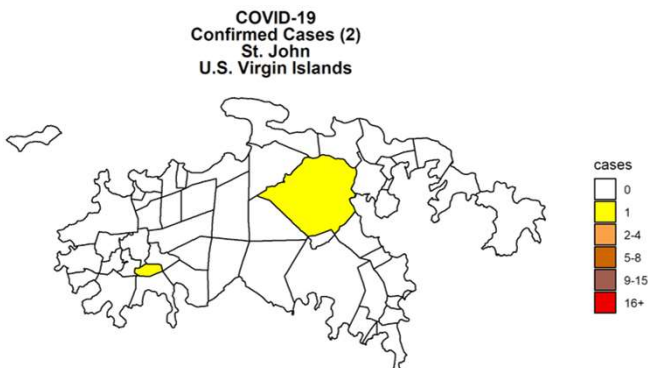 COVID-19
Confirmed Cases (2)
St. John
U.S. Virgin Islands
cases
0
1
2-4
5-8
9-15
16+